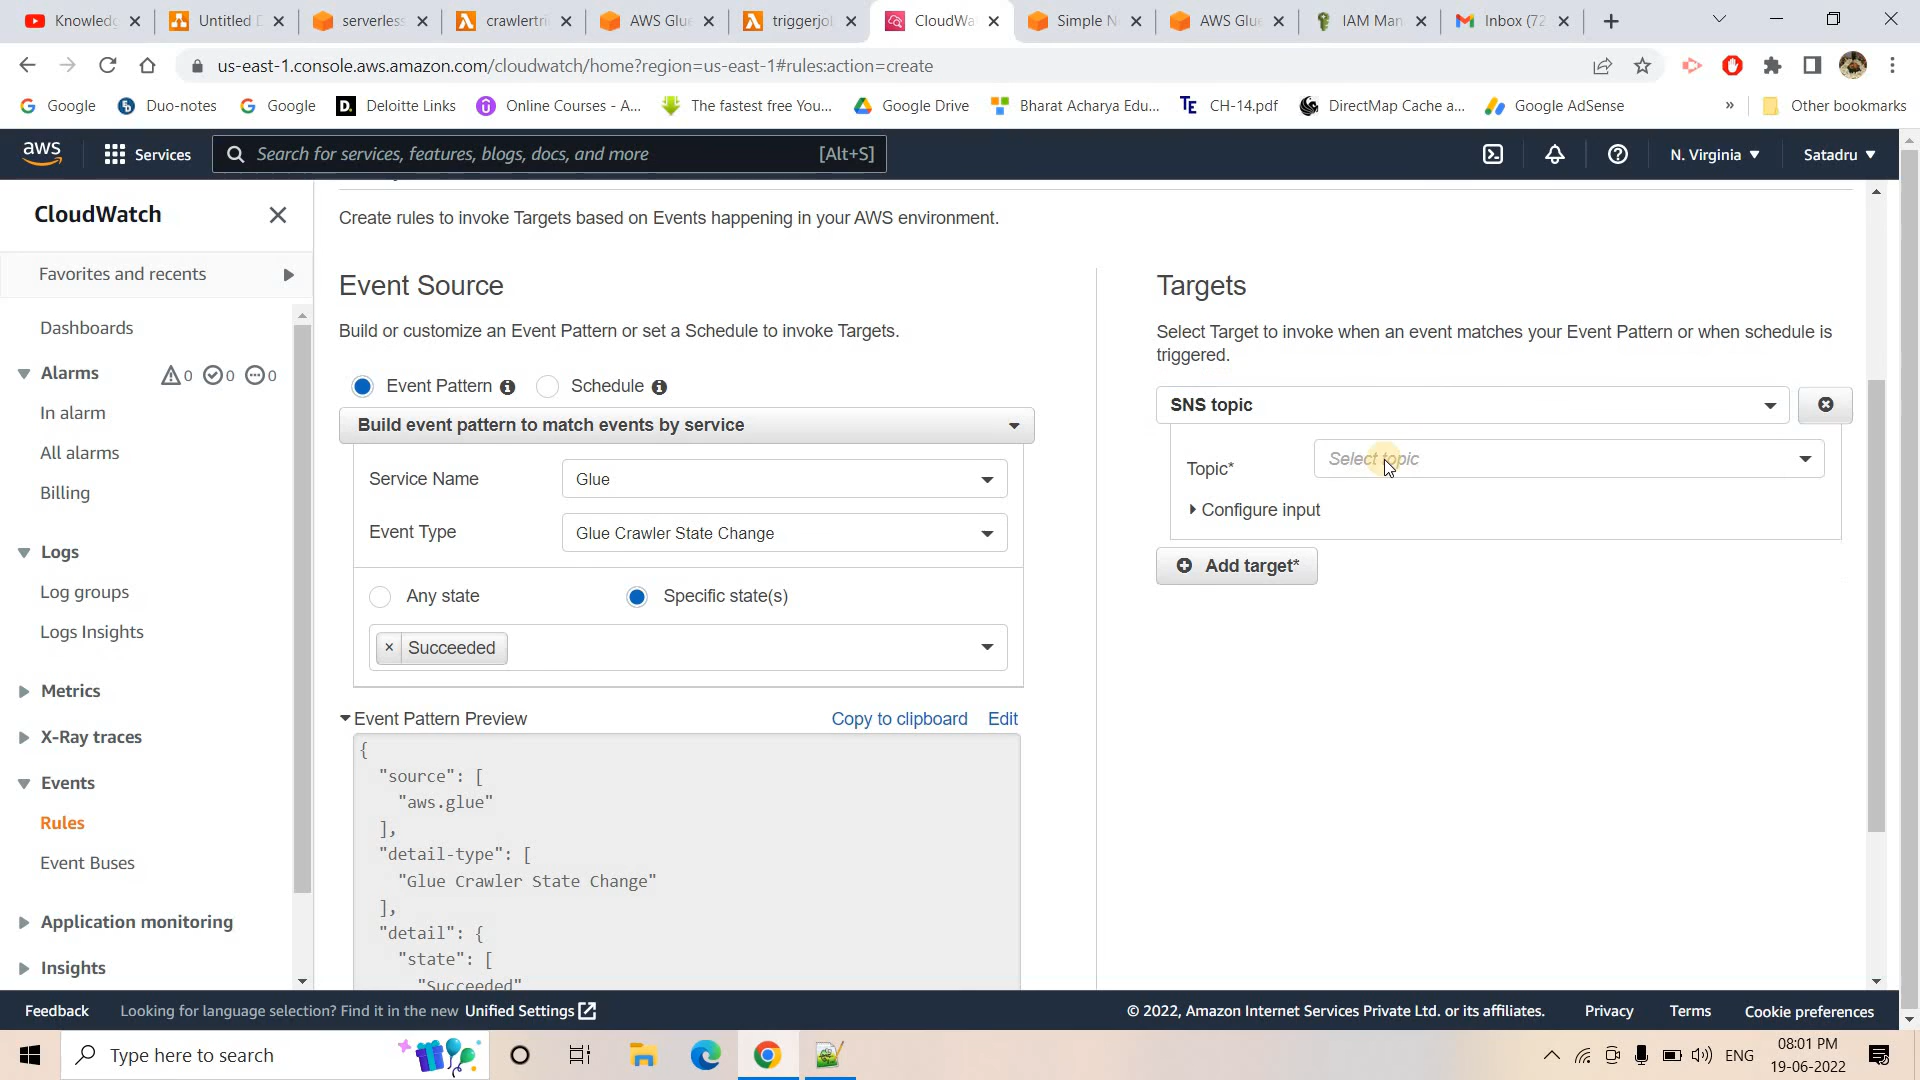 Knowledg
Untitled D
serverless
crawlertri
AWS Glue
triggerjob
CloudWa
Simple N
AWS Glue
IAM Man
Inbox (72
us-east-1.console.aws.amazon.com/cloudwatch/home?region=us-east-1#rules:action=create
Google
Duo-notes
Google
Deloitte Links
Online Courses - A...
The fastest free You...
Google Drive
Bharat Acharya Edu...
CH-14.pdf
DirectMap Cache a...
Google AdSense
»
Other bookmarks
aws
Services
Search for services, features, blogs, docs, and more
[Alt+S]
N. Virginia
Satadru
CloudWatch
Favorites and recents
Dashboards
Alarms
0
0
0
In alarm
All alarms
Billing
Logs
Log groups
Logs Insights
Metrics
X-Ray traces
Events
Rules
Event Buses
Application monitoring
Insights
Create rules to invoke Targets based on Events happening in your AWS environment.
Event Source
Build or customize an Event Pattern or set a Schedule to invoke Targets.
Event Pattern
Schedule
Build event pattern to match events by service
Service Name
Glue
Event Type
Glue Crawler State Change
Any state
Specific state(s)
× Succeeded
Event Pattern Preview
Copy to clipboard
Edit
{
"source": [
"aws.glue"
],
"detail-type": [
"Glue Crawler State Change"
],
"detail": {
"state": [
"Succeeded"
Targets
Select Target to invoke when an event matches your Event Pattern or when schedule is
triggered.
SNS topic
Topic*
Select topic
Configure input
Add target*
Feedback
Looking for language selection? Find it in the new Unified Settings
© 2022, Amazon Internet Services Private Ltd. or its affiliates.
Privacy
Terms
Cookie preferences
Type here to search
ENG
08:01 PM
19-06-2022